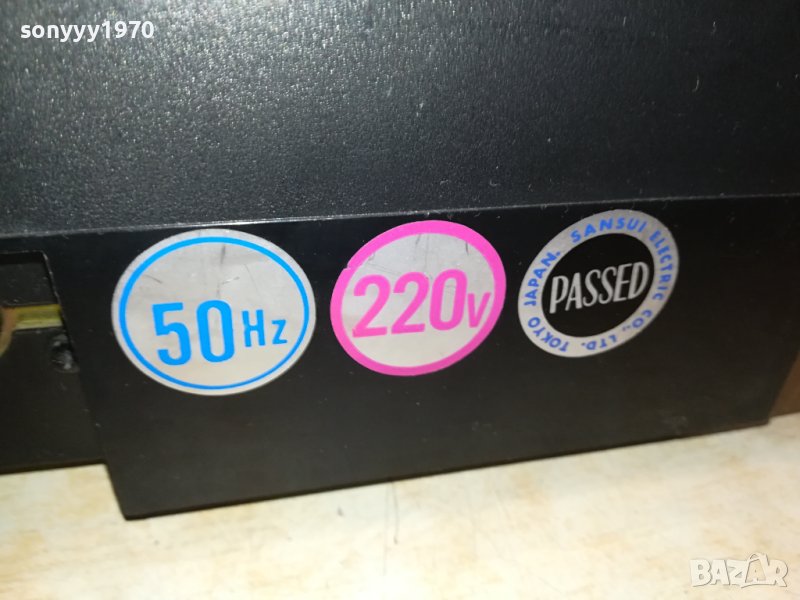 sonyyy1970
50Hz
220V
SANSUI ELECTRIC CO., LTD. TOKYO JAPAN.
PASSED
BAZAR